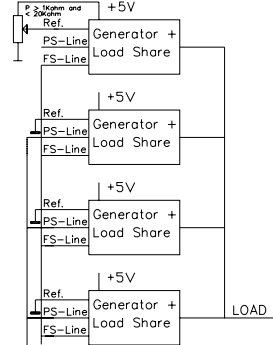 P > 1Kohm and
< 20Kohm
+5V
Ref.
PS-Line
FS-Line
Generator +
Load Share
+5V
Ref.
PS-Line
FS-Line
Generator +
Load Share
+5V
Ref.
PS-Line
FS-Line
Generator +
Load Share
+5V
Ref.
PS-Line
FS-Line
Generator +
Load Share
LOAD